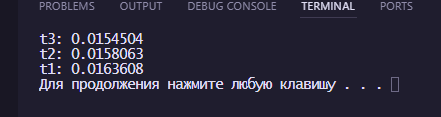 PROBLEMS OUTPUT DEBUG CONSOLE TERMINAL PORTS
t3: 0.0154504
t2: 0.0158063
t1: 0.0163608
Для продолжения нажмите любую клавишу . . .